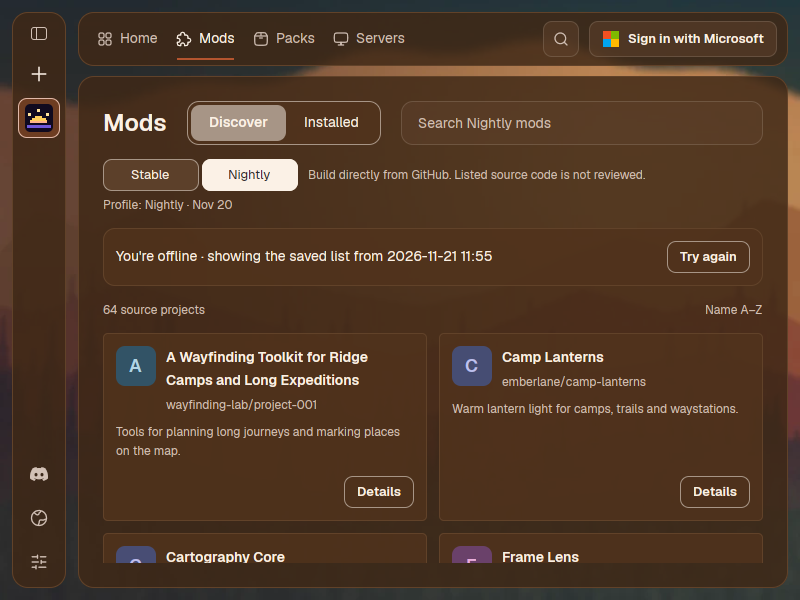 Home
Mods
Packs
Servers
Sign in with Microsoft
Mods
Discover
Installed
Search Nightly mods
Stable
Nightly
Build directly from GitHub. Listed source code is not reviewed.
Profile: Nightly · Nov 20
You're offline · showing the saved list from 2026-11-21 11:55
Try again
64 source projects
Name A–Z
A
A Wayfinding Toolkit for Ridge
Camps and Long Expeditions
wayfinding-lab/project-001
Tools for planning long journeys and marking places
on the map.
Details
C
Camp Lanterns
emberlane/camp-lanterns
Warm lantern light for camps, trails and waystations.
Details
Cartography Core
Frame Lens